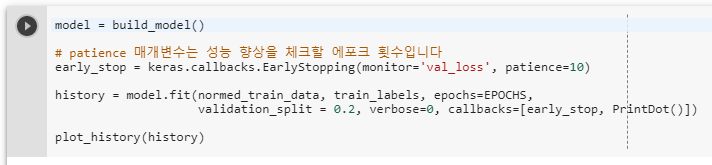 model = build_model()
# patience 매개변수는 성능 향상을 체크할 에포크 횟수입니다
early_stop = keras.callbacks.EarlyStopping(monitor='val_loss', patience=10)
history = model.fit(normed_train_data, train_labels, epochs=EPOCHS,
validation_split = 0.2, verbose=0, callbacks=[early_stop, PrintDot()])
plot_history(history)